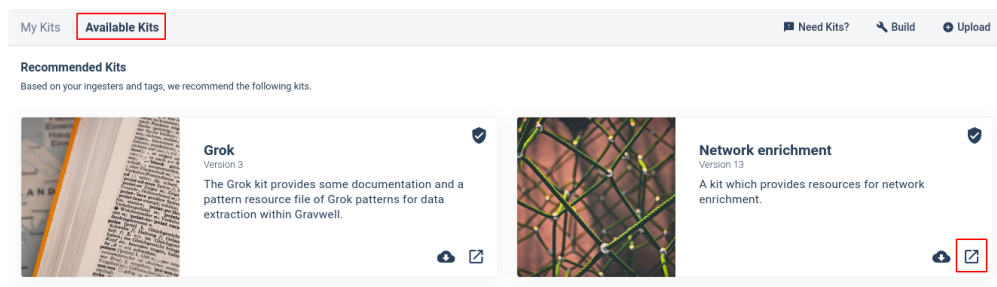 My Kits
Available Kits
Need Kits?
Build
Upload
Recommended Kits
Based on your ingesters and tags, we recommend the following kits.
Grok
Version 3
The Grok kit provides some documentation and a
pattern resource file of Grok patterns for data
extraction within Gravwell.
Network enrichment
Version 13
A kit which provides resources for network
enrichment.